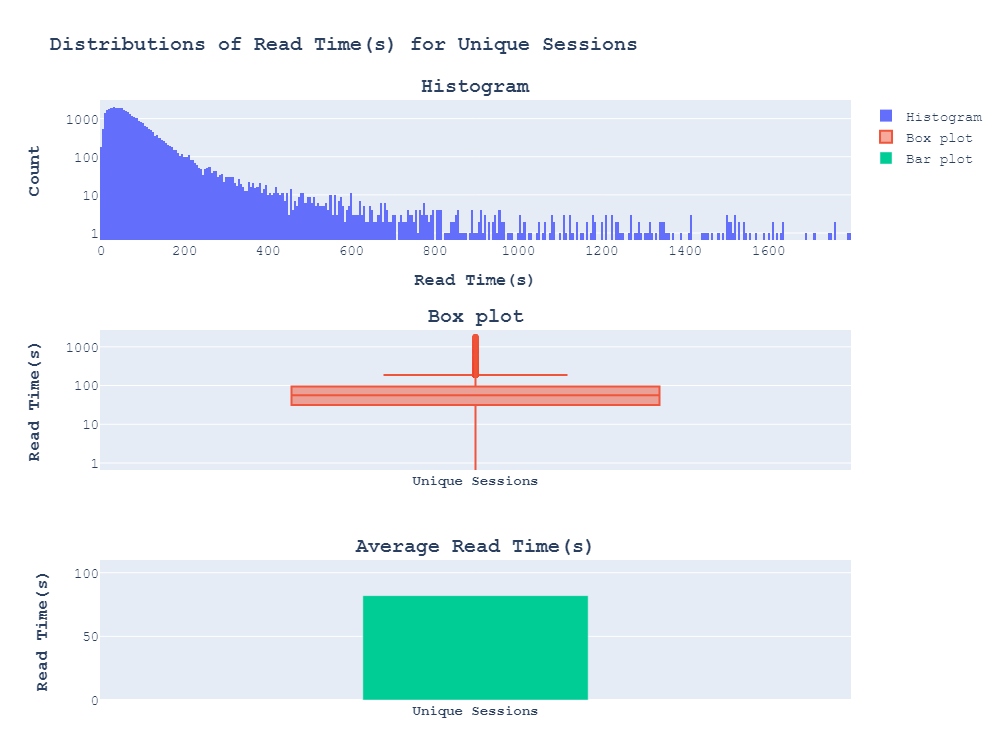 Distributions of Read Time(s) for Unique Sessions
Histogram
Histogram
Box plot
Bar plot
Count
1000
100
10
1
0 200 400 600 800 1000 1200 1400 1600
Read Time(s)
Box plot
Read Time(s)
1000
100
10
1
Unique Sessions
Average Read Time(s)
Read Time(s)
100
50
0
Unique Sessions